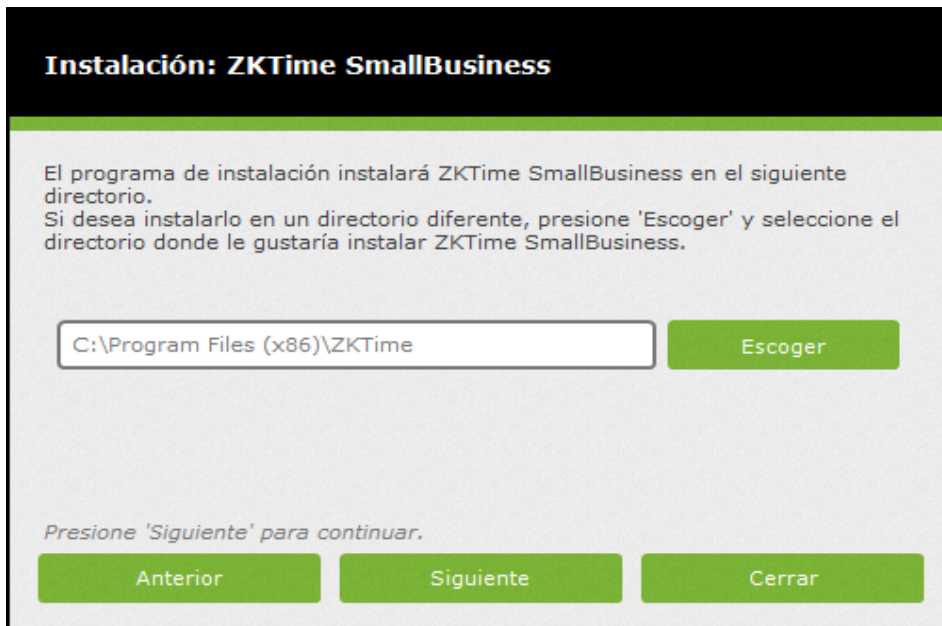 Instalación: ZKTime SmallBusiness
El programa de instalación instalará ZKTime SmallBusiness en el siguiente
directorio.
Si desea instalarlo en un directorio diferente, presione 'Escoger' y seleccione el
directorio donde le gustaría instalar ZKTime SmallBusiness.
C:\Program Files (x86)\ZKTime
Escoger
Presione 'Siguiente' para continuar.
Anterior
Siguiente
Cerrar